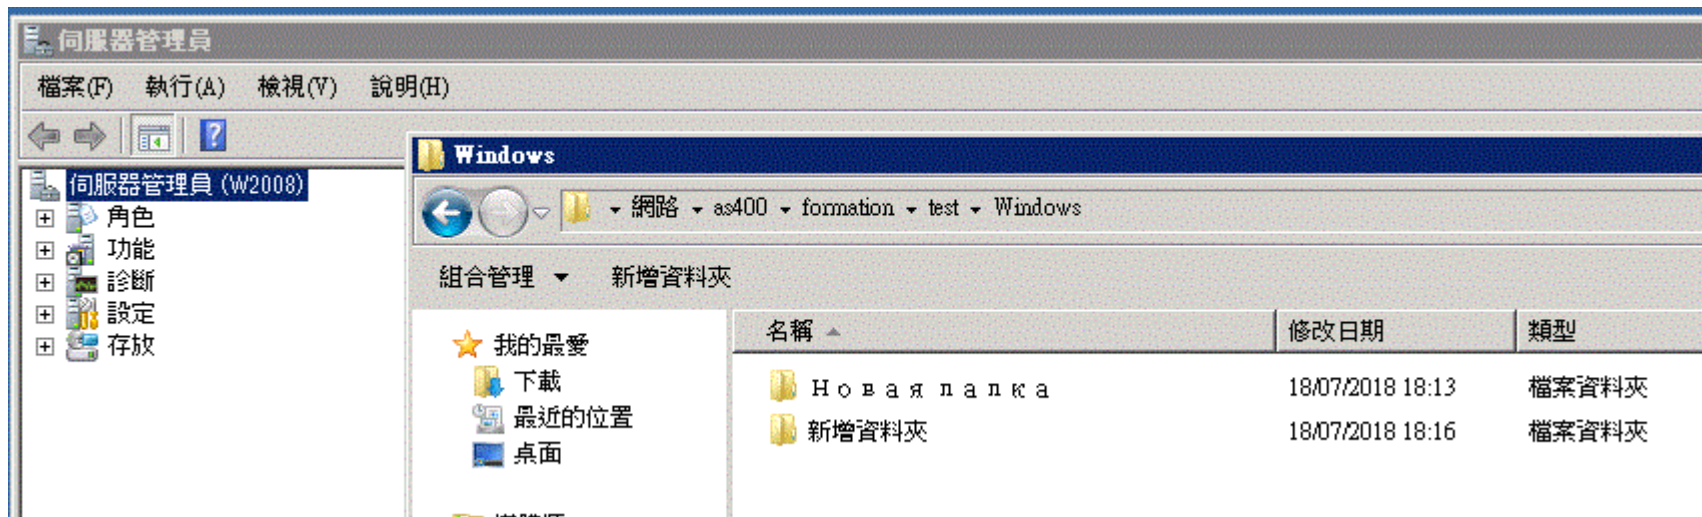 伺服器管理員
檔案(F) 執行(A) 檢視(V) 說明(H)
伺服器管理員 (W2008)
角色
功能
診斷
設定
存放
Windows
網路 as400 formation test Windows
組合管理 新增資料夾
我的最愛
下載
最近的位置
桌面
名稱 修改日期 類型
Новая папка 18/07/2018 18:13 檔案資料夾
新增資料夾 18/07/2018 18:16 檔案資料夾